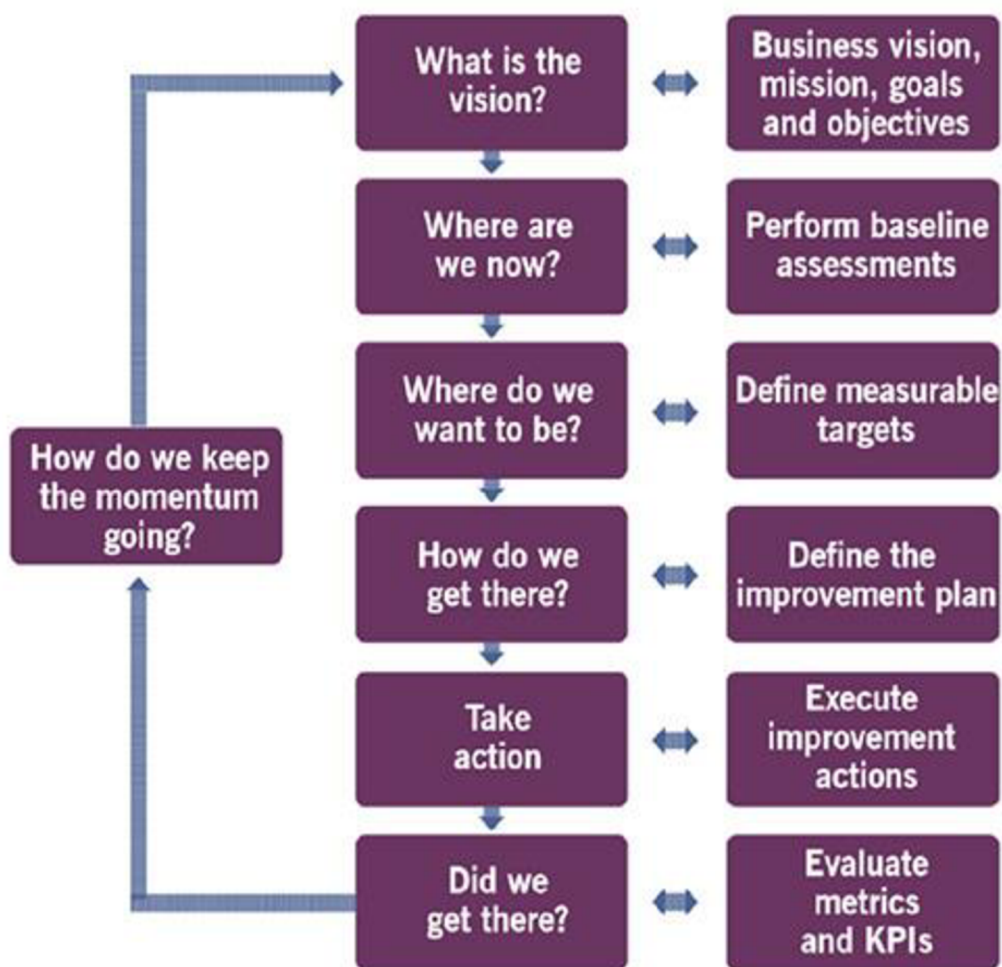 What is the
vision?
Business vision,
mission, goals
and objectives
Where are
we now?
Perform baseline
assessments
Where do we
want to be?
Define measurable
targets
How do we keep
the momentum
going?
How do we
get there?
Define the
improvement plan
Take
action
Execute
improvement
actions
Did we
get there?
Evaluate
metrics
and KPIs